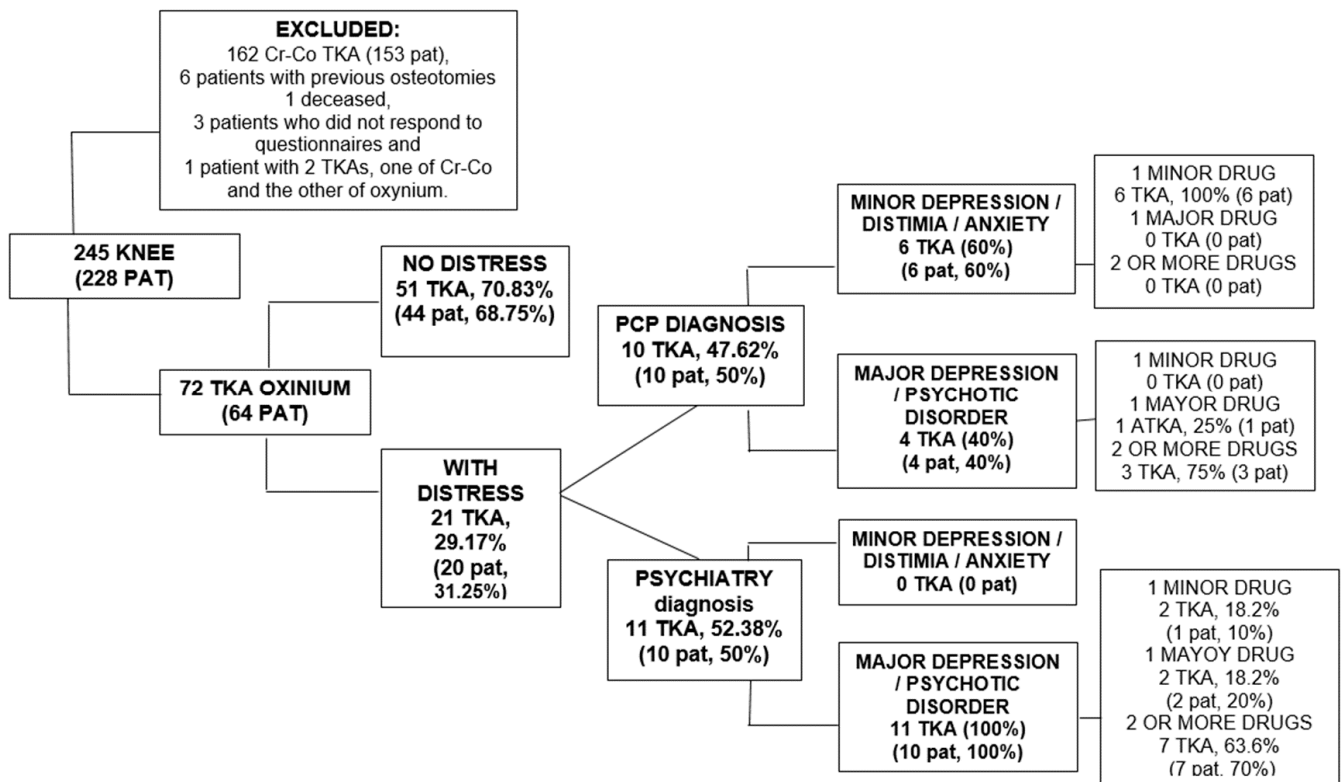 EXCLUDED:
162 Cr-Co TKA (153 pat),
6 patients with previous osteotomies
1 deceased,
3 patients who did not respond to
questionnaires and
1 patient with 2 TKAs, one of Cr-Co
and the other of oxynium.
245 KNEE
(228 PAT)
72 TKA OXINIUM
(64 PAT)
NO DISTRESS
51 TKA, 70.83%
(44 pat, 68.75%)
WITH
DISTRESS
21 TKA,
29.17%
(20 pat,
31.25%)
PCP DIAGNOSIS
10 TKA, 47.62%
(10 pat, 50%)
PSYCHIATRY
diagnosis
11 TKA, 52.38%
(10 pat, 50%)
MINOR DEPRESSION /
DISTIMIA / ANXIETY
6 TKA (60%)
(6 pat, 60%)
MAJOR DEPRESSION
/ PSYCHOTIC
DISORDER
4 TKA (40%)
(4 pat, 40%)
MINOR DEPRESSION /
DISTIMIA / ANXIETY
0 TKA (0 pat)
MAJOR DEPRESSION
/ PSYCHOTIC
DISORDER
11 TKA (100%)
(10 pat, 100%)
1 MINOR DRUG
6 TKA, 100% (6 pat)
1 MAJOR DRUG
0 TKA (0 pat)
2 OR MORE DRUGS
0 TKA (0 pat)
1 MINOR DRUG
0 TKA (0 pat)
1 MAYOR DRUG
1 ATKA, 25% (1 pat)
2 OR MORE DRUGS
3 TKA, 75% (3 pat)
1 MINOR DRUG
2 TKA, 18.2%
(1 pat, 10%)
1 MAYOY DRUG
2 TKA, 18.2%
(2 pat, 20%)
2 OR MORE DRUGS
7 TKA, 63.6%
(7 pat, 70%)